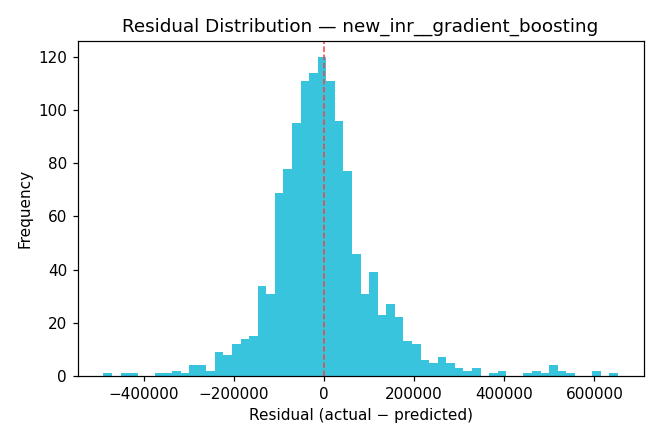 Residual Distribution — new_inr__gradient_boosting
120
100
80
60
40
20
0
Frequency
−400000 −200000 0 200000 400000 600000
Residual (actual − predicted)